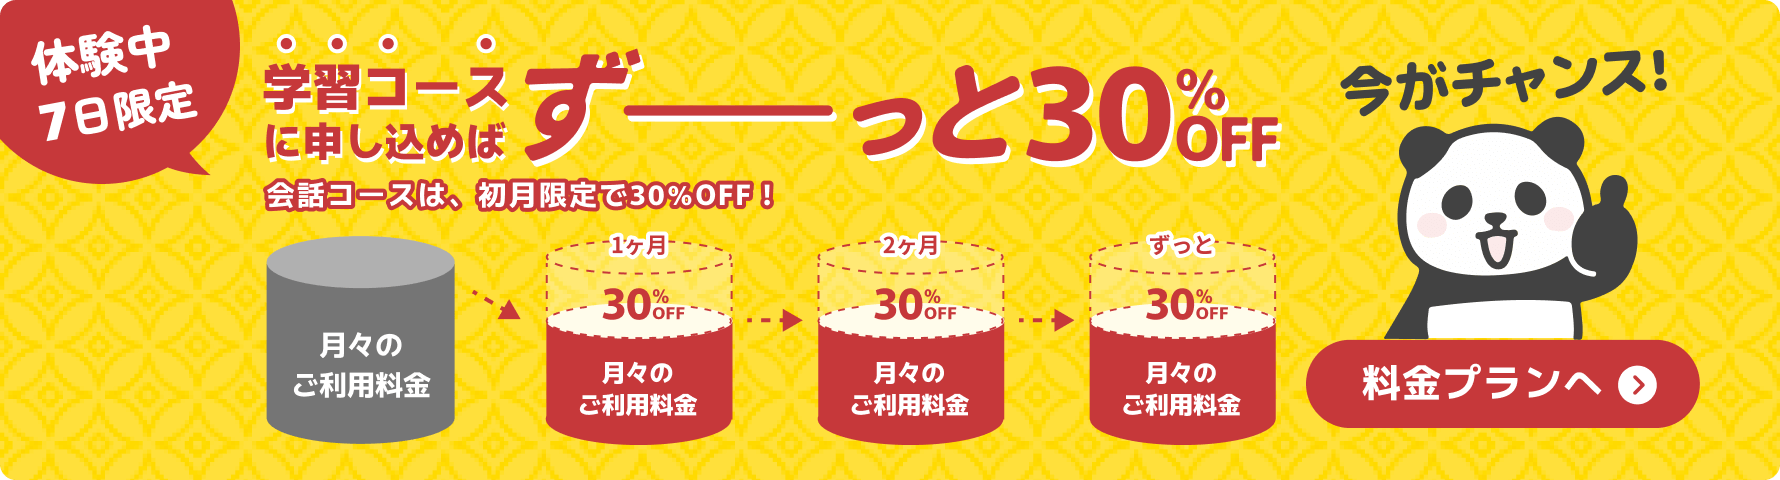 体験中
7日限定
学習コース
に申し込めば
ずーっと30%OFF
会話コースは、初月限定で30%OFF!
月々の
ご利用料金
1ヶ月
30%OFF
月々の
ご利用料金
2ヶ月
30%OFF
月々の
ご利用料金
ずっと
30%OFF
月々の
ご利用料金
今がチャンス!
料金プランへ